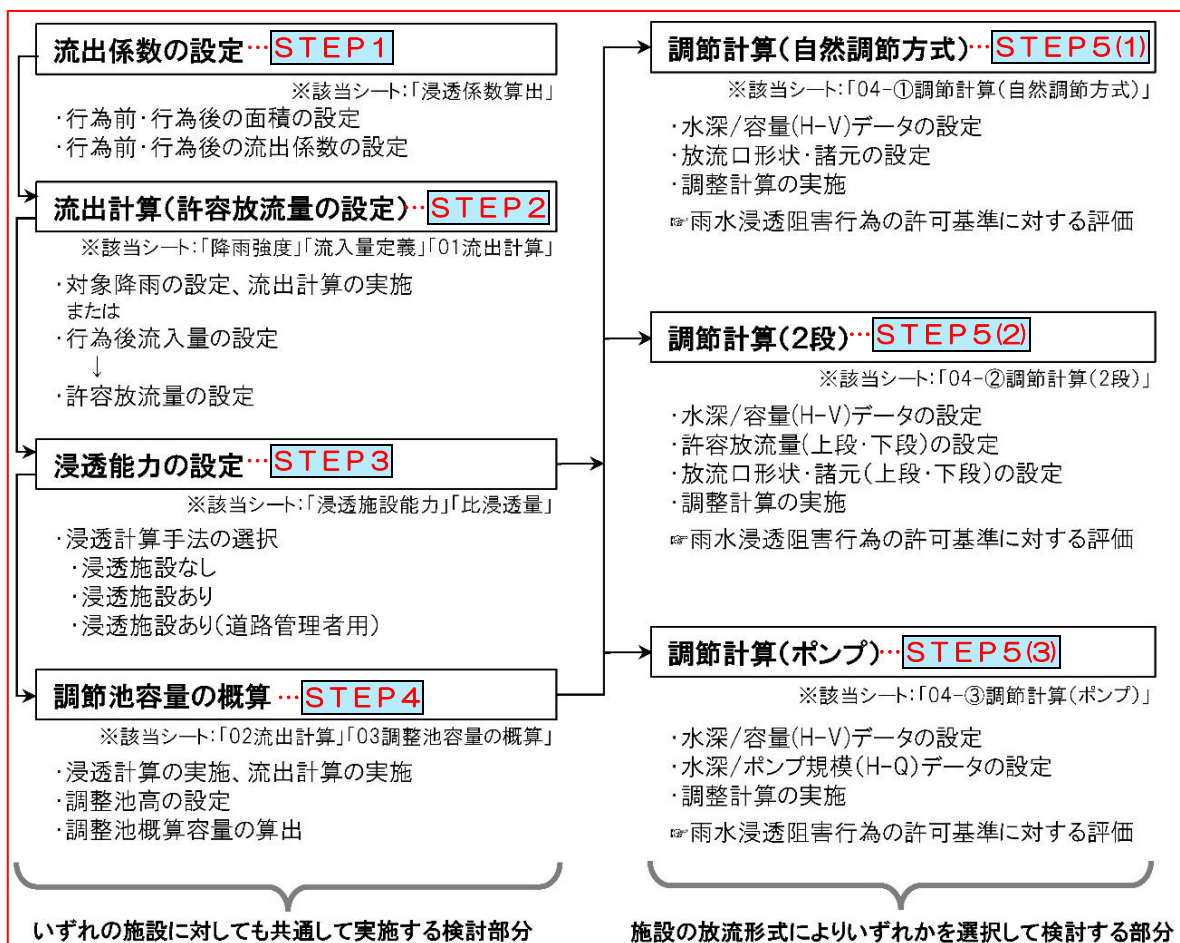 流出係数の設定…STEP1
※該当シート:「浸透係数算出」
・行為前・行為後の面積の設定
・行為前・行為後の流出係数の設定
流出計算(許容放流量の設定)…STEP2
※該当シート:「降雨強度」「流入量定義」「01流出計算」
・対象降雨の設定、流出計算の実施
または
・行為後流入量の設定
↓
・許容放流量の設定
浸透能力の設定…STEP3
※該当シート:「浸透施設能力」「比浸透量」
・浸透計算手法の選択
・浸透施設なし
・浸透施設あり
・浸透施設あり(道路管理者用)
調節池容量の概算…STEP4
※該当シート:「02流出計算」「03調整池容量の概算」
・浸透計算の実施、流出計算の実施
・調整池高の設定
・調整池概算容量の算出
いずれの施設に対しても共通して実施する検討部分
調節計算(自然調節方式)…STEP5(1)
※該当シート:「04-①調節計算(自然調節方式)」
・水深/容量(H-V)データの設定
・放流口形状・諸元の設定
・調整計算の実施
☞雨水浸透阻害行為の許可基準に対する評価
調節計算(2段)…STEP5(2)
※該当シート:「04-②調節計算(2段)」
・水深/容量(H-V)データの設定
・許容放流量(上段・下段)の設定
・放流口形状・諸元(上段・下段)の設定
・調整計算の実施
☞雨水浸透阻害行為の許可基準に対する評価
調節計算(ポンプ)…STEP5(3)
※該当シート:「04-③調節計算(ポンプ)」
・水深/容量(H-V)データの設定
・水深/ポンプ規模(H-Q)データの設定
・調整計算の実施
☞雨水浸透阻害行為の許可基準に対する評価
施設の放流形式によりいずれかを選択して検討する部分